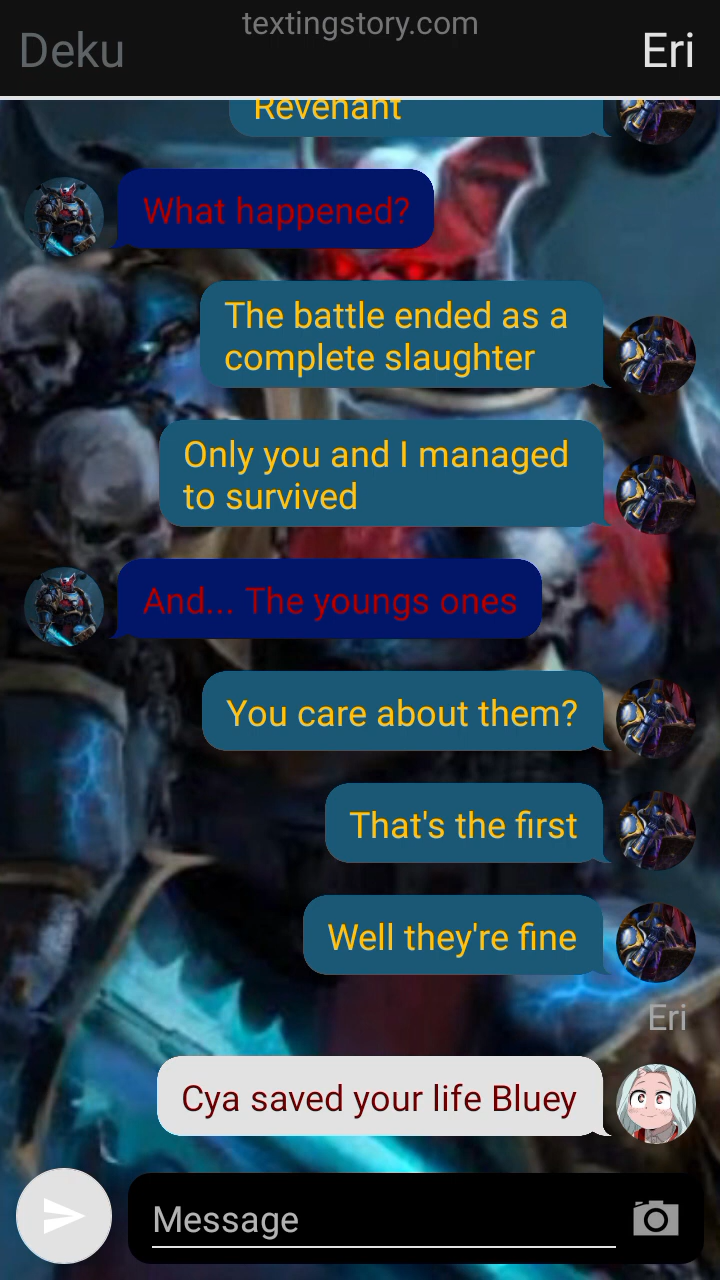 textingstory.com
Deku
Eri
Revenant
What happened?
The battle ended as a
complete slaughter
Only you and I managed
to survived
And... The youngs ones
You care about them?
That's the first
Well they're fine
Eri
Cya saved your life Bluey
Message